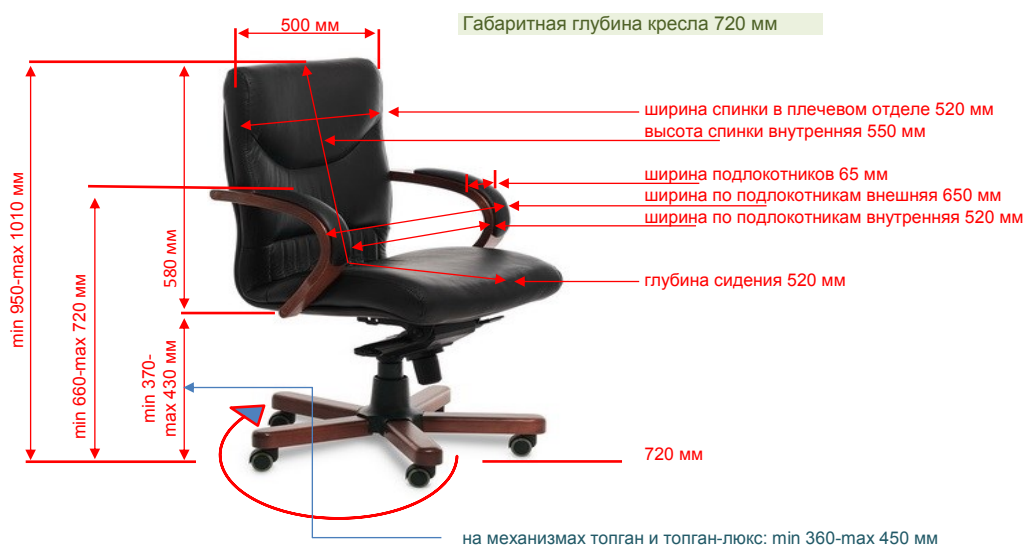 Габаритная глубина кресла 720 мм
500 мм
ширина спинки в плечевом отделе 520 мм
высота спинки внутренняя 550 мм
ширина подлокотников 65 мм
ширина по подлокотникам внешняя 650 мм
ширина по подлокотникам внутренняя 520 мм
глубина сидения 520 мм
min 950-max 1010 мм
min 660-max 720 мм
580 мм
min 370-
max 430 мм
720 мм
на механизмах топган и топган-люкс: min 360-max 450 мм